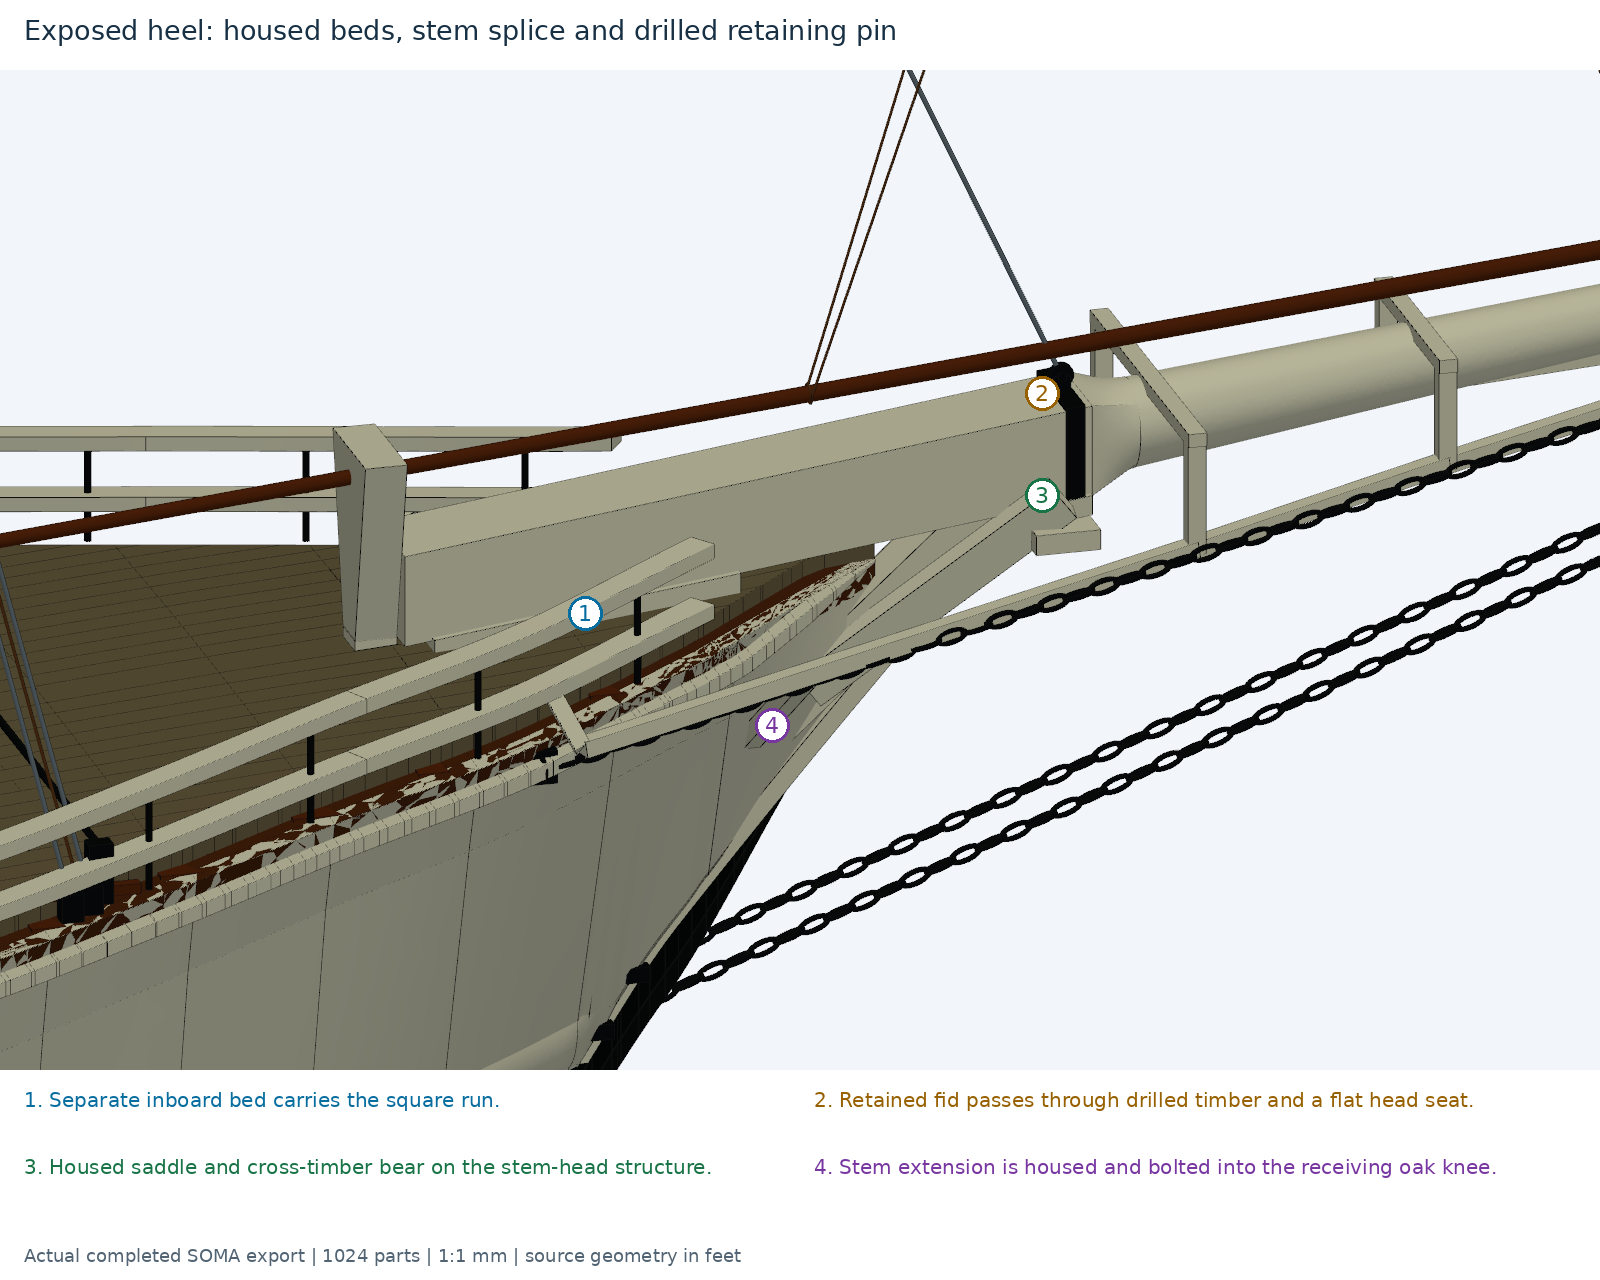 Exposed heel: housed beds, stem splice and drilled retaining pin
2
3
1
4
1. Separate inboard bed carries the square run.
2. Retained fid passes through drilled timber and a flat head seat.
3. Housed saddle and cross-timber bear on the stem-head structure.
4. Stem extension is housed and bolted into the receiving oak knee.
Actual completed SOMA export | 1024 parts | 1:1 mm | source geometry in feet